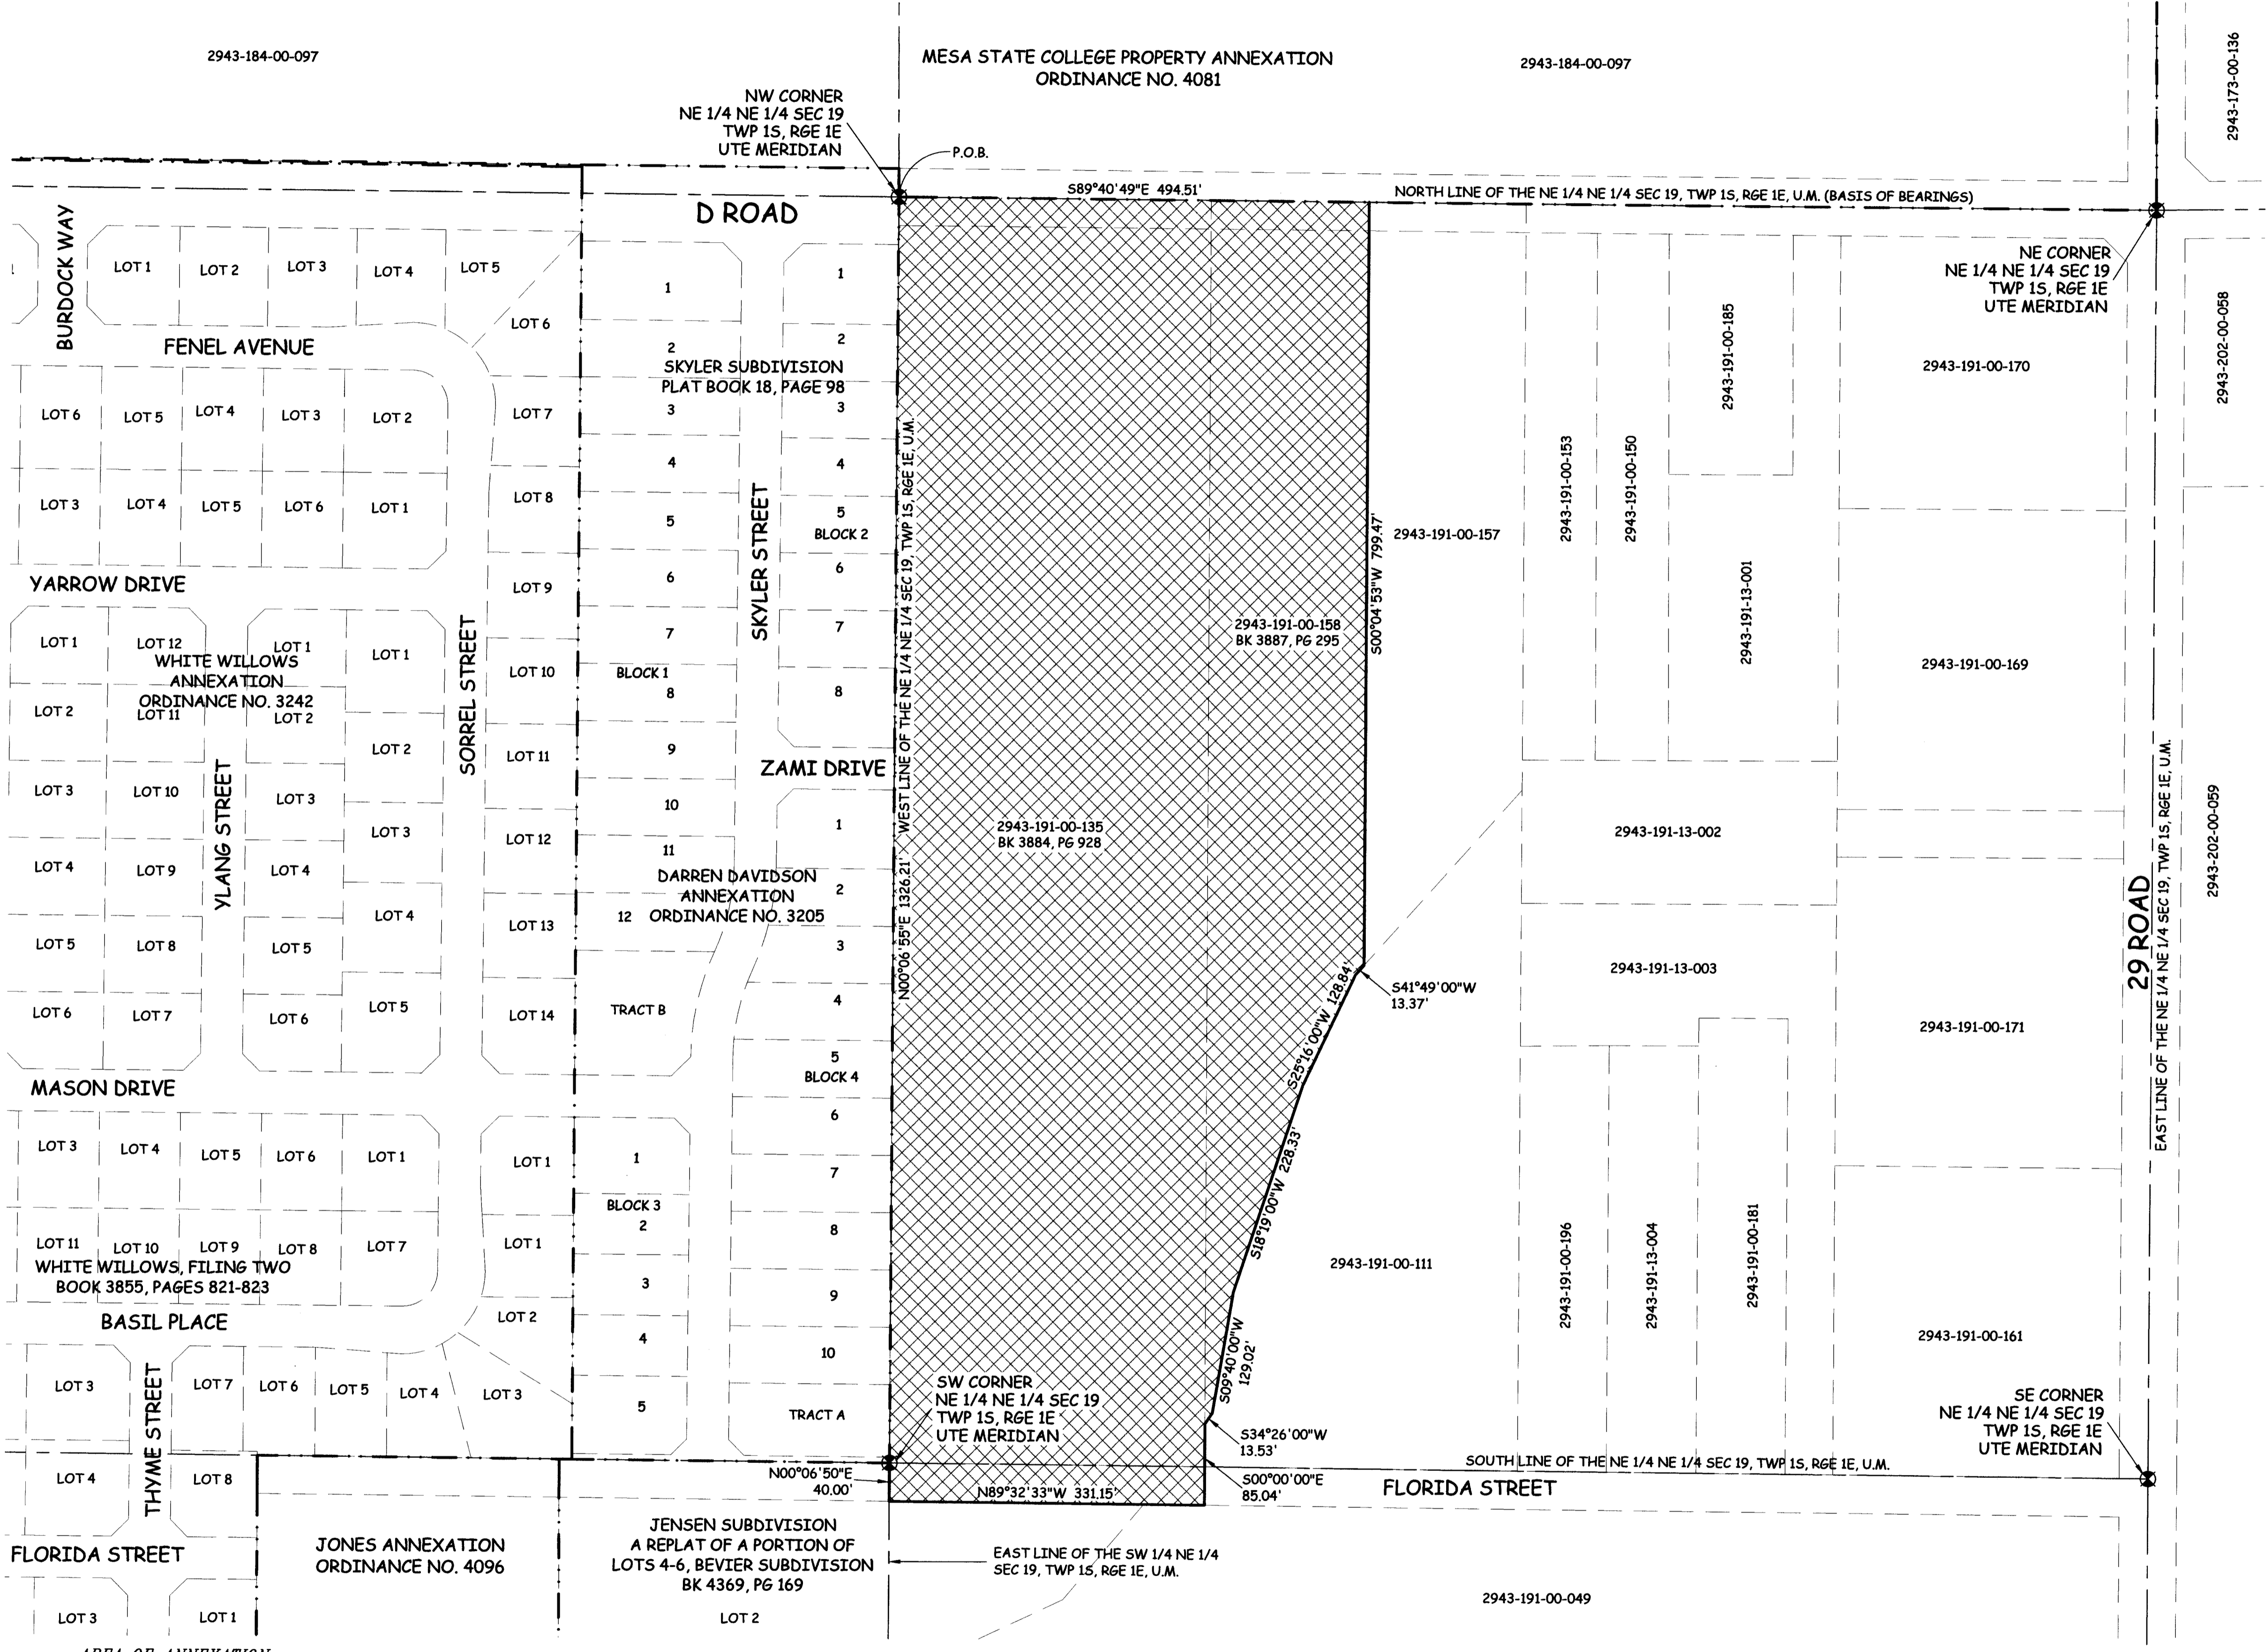 2943-184-00-097
MESA STATE COLLEGE PROPERTY ANNEXATION
ORDINANCE NO. 4081
2943-184-00-097
2943-173-00-136
NW CORNER
NE 1/4 NE 1/4 SEC 19
TWP 1S, RGE 1E
UTE MERIDIAN
P.O.B.
S89°40'49"E 494.51'
NORTH LINE OF THE NE 1/4 NE 1/4 SEC 19, TWP 1S, RGE 1E, U.M. (BASIS OF BEARINGS)
D ROAD
NE CORNER
NE 1/4 NE 1/4 SEC 19
TWP 1S, RGE 1E
UTE MERIDIAN
2943-202-00-058
BURDOCK WAY
LOT 1
LOT 2
LOT 3
LOT 4
LOT 5
LOT 6
FENEL AVENUE
1
1
2
2
SKYLER SUBDIVISION
PLAT BOOK 18, PAGE 98
3
3
4
4
5
5
BLOCK 2
6
6
7
7
BLOCK 1
8
8
9
10
11
12
SKYLER STREET
LOT 6
LOT 5
LOT 4
LOT 3
LOT 2
LOT 7
LOT 3
LOT 4
LOT 5
LOT 6
LOT 1
LOT 8
YARROW DRIVE
LOT 9
LOT 1
LOT 12
LOT 1
LOT 1
WHITE WILLOWS
ANNEXATION
ORDINANCE NO. 3242
LOT 10
LOT 2
LOT 11
LOT 2
LOT 2
LOT 11
SORREL STREET
YLANG STREET
LOT 3
LOT 10
LOT 3
LOT 3
LOT 12
LOT 4
LOT 9
LOT 4
LOT 4
LOT 13
LOT 5
LOT 8
LOT 5
LOT 5
LOT 14
LOT 6
LOT 7
LOT 6
ZAMI DRIVE
1
DARREN DAVIDSON
ANNEXATION
ORDINANCE NO. 3205
2
3
4
TRACT B
5
BLOCK 4
6
7
8
9
10
TRACT A
WEST LINE OF THE NE 1/4 NE 1/4 SEC 19, TWP 1S, RGE 1E, U.M.
N00°06'55"E 1326.21'
2943-191-00-135
BK 3884, PG 928
2943-191-00-158
BK 3887, PG 295
S00°04'53"W 799.47'
2943-191-00-157
2943-191-00-153
2943-191-00-150
2943-191-00-185
2943-191-13-001
2943-191-00-170
2943-191-00-169
2943-191-13-002
2943-191-13-003
2943-191-00-171
29 ROAD
EAST LINE OF THE NE 1/4 NE 1/4 SEC 19, TWP 1S, RGE 1E, U.M.
2943-202-00-059
S41°49'00"W
13.37'
S25°16'00"W 128.84'
S18°19'00"W 228.33'
S09°40'00"W
129.02'
2943-191-00-111
2943-191-00-196
2943-191-13-004
2943-191-00-181
2943-191-00-161
MASON DRIVE
LOT 3
LOT 4
LOT 5
LOT 6
LOT 1
LOT 1
1
BLOCK 3
2
3
4
5
LOT 11
LOT 10
LOT 9
LOT 8
LOT 7
LOT 1
WHITE WILLOWS, FILING TWO
BOOK 3855, PAGES 821-823
LOT 2
BASIL PLACE
LOT 3
THYME STREET
LOT 7
LOT 6
LOT 5
LOT 4
LOT 3
LOT 4
LOT 8
SW CORNER
NE 1/4 NE 1/4 SEC 19
TWP 1S, RGE 1E
UTE MERIDIAN
S34°26'00"W
13.53'
SE CORNER
NE 1/4 NE 1/4 SEC 19
TWP 1S, RGE 1E
UTE MERIDIAN
SOUTH LINE OF THE NE 1/4 NE 1/4 SEC 19, TWP 1S, RGE 1E, U.M.
N00°06'50"E
40.00'
N89°32'33"W 331.15'
S00°00'00"E
85.04'
FLORIDA STREET
FLORIDA STREET
JONES ANNEXATION
ORDINANCE NO. 4096
JENSEN SUBDIVISION
A REPLAT OF A PORTION OF
LOTS 4-6, BEVIER SUBDIVISION
BK 4369, PG 169
EAST LINE OF THE SW 1/4 NE 1/4
SEC 19, TWP 1S, RGE 1E, U.M.
2943-191-00-049
LOT 3
LOT 1
LOT 2
AREA OF ANNEXATION